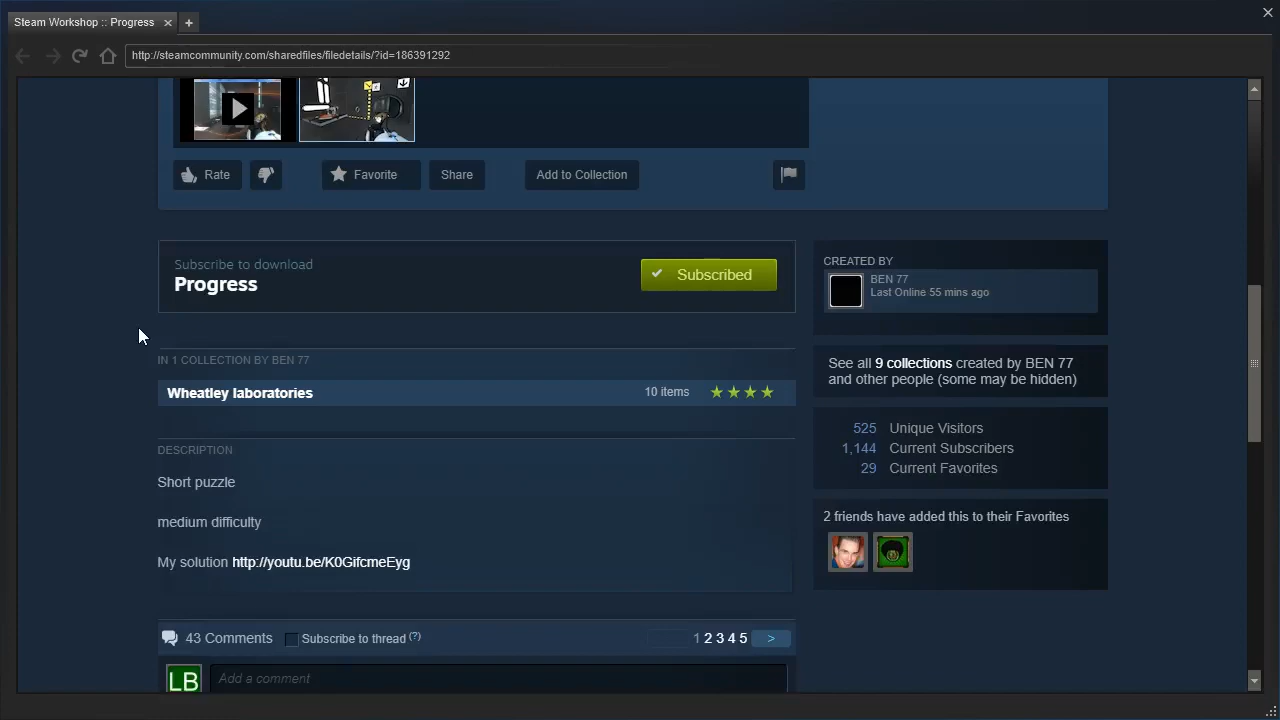 Steam Workshop :: Progress
http://steamcommunity.com/sharedfiles/filedetails/?id=186391292
Rate
Favorite
Share
Add to Collection
Subscribe to download
Progress
Subscribed
CREATED BY
BEN 77
Last Online 55 mins ago
IN 1 COLLECTION BY BEN 77
Wheatley laboratories 10 items
See all 9 collections created by BEN 77
and other people (some may be hidden)
DESCRIPTION
Short puzzle
medium difficulty
My solution http://youtu.be/K0GifcmeEyg
525 Unique Visitors
1,144 Current Subscribers
29 Current Favorites
2 friends have added this to their Favorites
43 Comments Subscribe to thread (?) 1 2 3 4 5 >
LB Add a comment